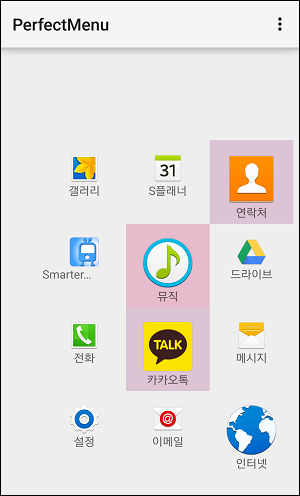 PerfectMenu
31
갤러리 S플래너 연락처
Smarter... 뮤직 드라이브
TALK
전화 카카오톡 메시지
@
설정 이메일 인터넷